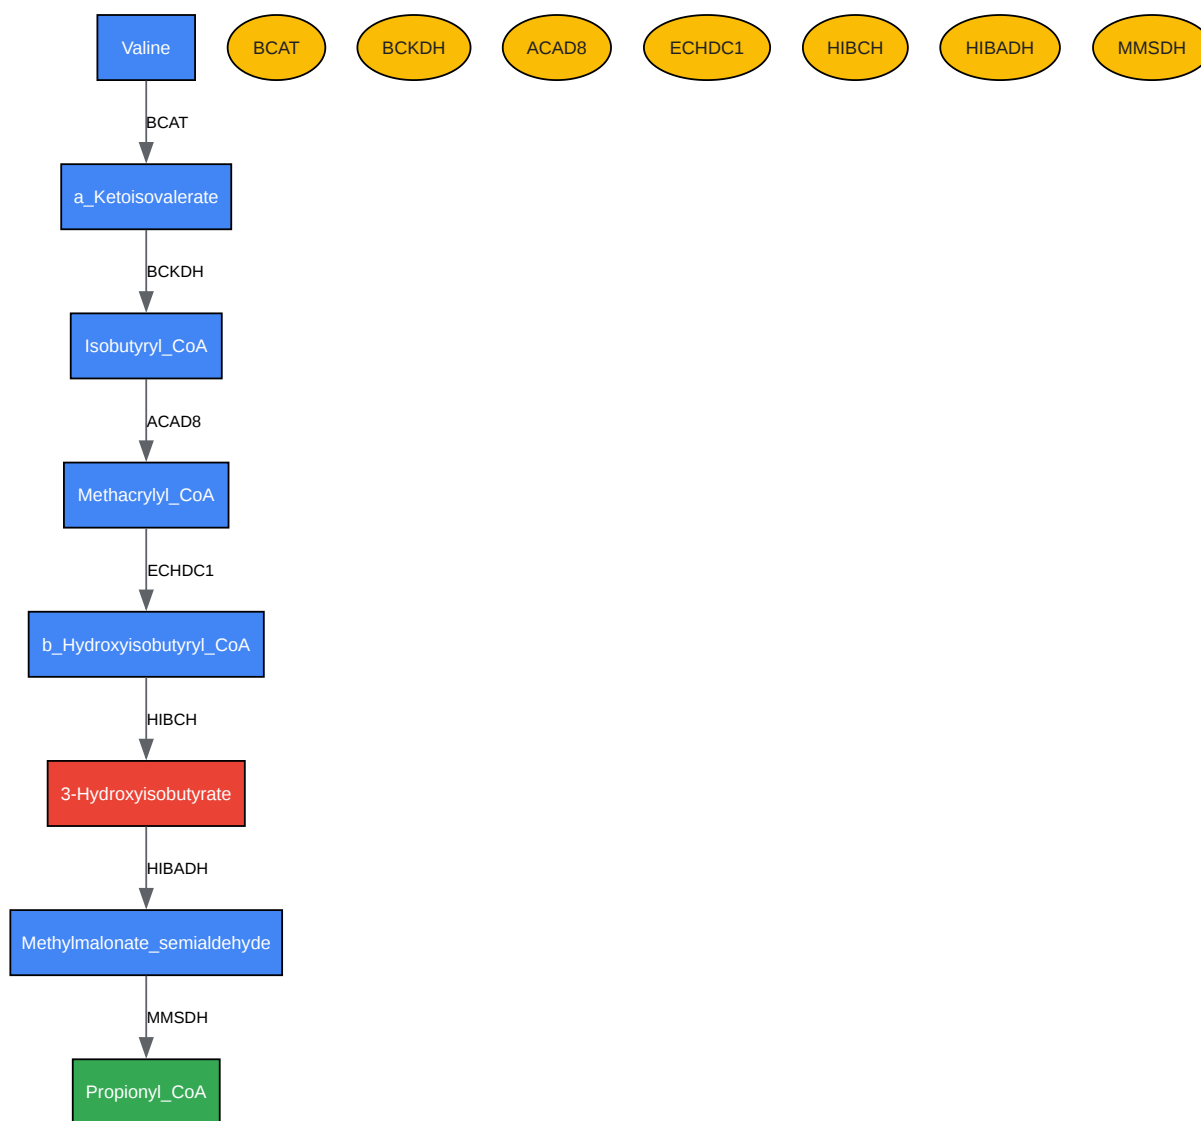 Valine
BCAT
BCKDH
ACAD8
ECHDC1
HIBCH
HIBADH
MMSDH
BCAT
a_Ketoisovalerate
BCKDH
Isobutyryl_CoA
ACAD8
Methacrylyl_CoA
ECHDC1
b_Hydroxyisobutyryl_CoA
HIBCH
3-Hydroxyisobutyrate
HIBADH
Methylmalonate_semialdehyde
MMSDH
Propionyl_CoA